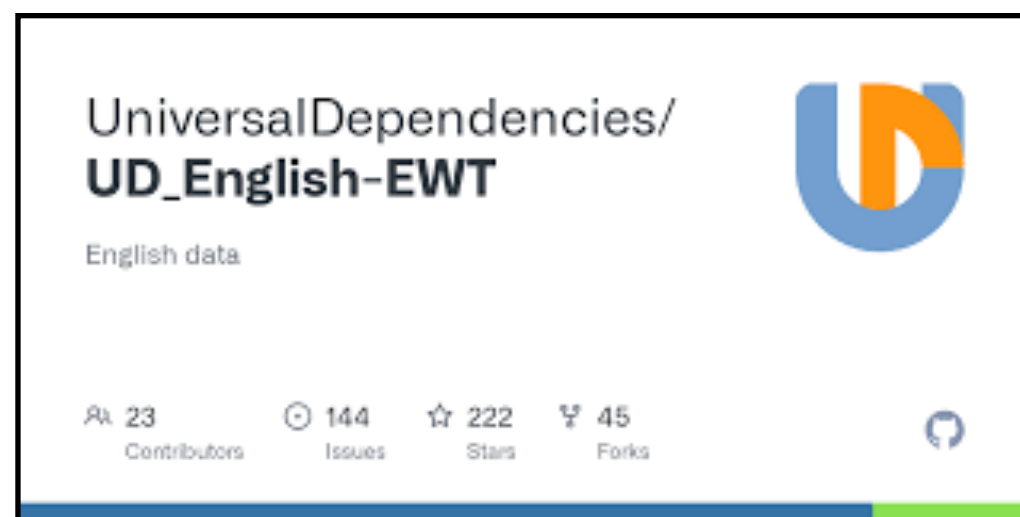 UniversalDependencies/
UD_English-EWT
English data
23 144 222 45
Contributors Issues Stars Forks